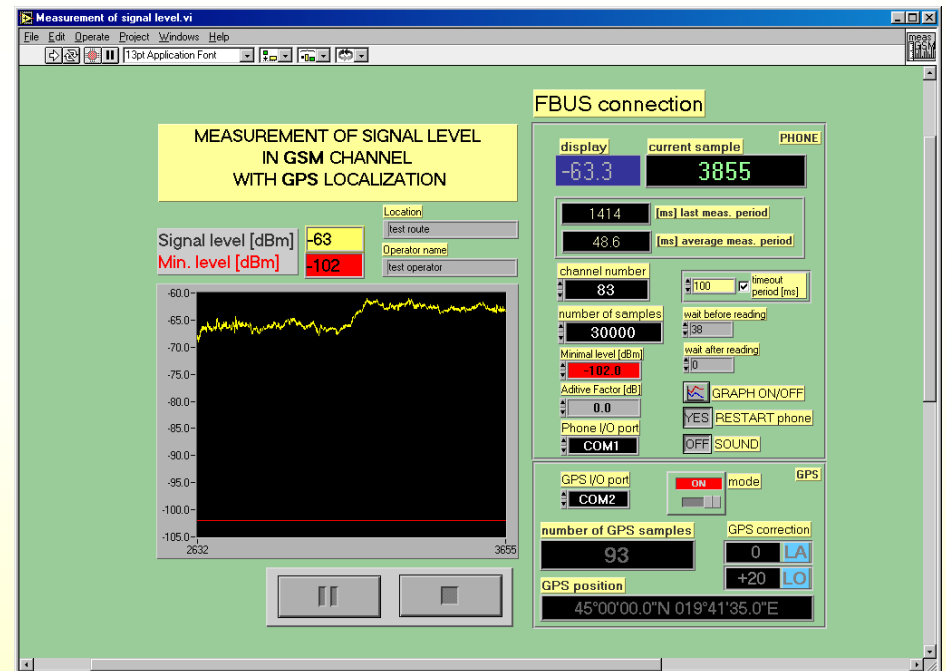 Measurement of signal level.vi
File Edit Operate Project Windows Help
13pt Application Font
meas
GSM
FBUS connection
MEASUREMENT OF SIGNAL LEVEL
IN GSM CHANNEL
WITH GPS LOCALIZATION
Location
test route
Signal level [dBm] -63
Operator name
Min. level [dBm] -102
test operator
-60.0
-65.0
-70.0
-75.0
-80.0
-85.0
-90.0
-95.0
-100.0
-105.0
2632 3655
PHONE
display current sample
-63.3 3855
1414 [ms] last meas. period
48.6 [ms] average meas. period
channel number
83
100 timeout
period [ms]
number of samples
30000
wait before reading
38
Minimal level [dBm]
-102.0
wait after reading
0
Aditive Factor [dB]
0.0
GRAPH ON/OFF
YES RESTART phone
Phone I/O port
COM1
OFF SOUND
GPS
GPS I/O port
COM2
ON mode
number of GPS samples
93
GPS correction
0 LA
+20 LO
GPS position
45°00'00.0"N 019°41'35.0"E